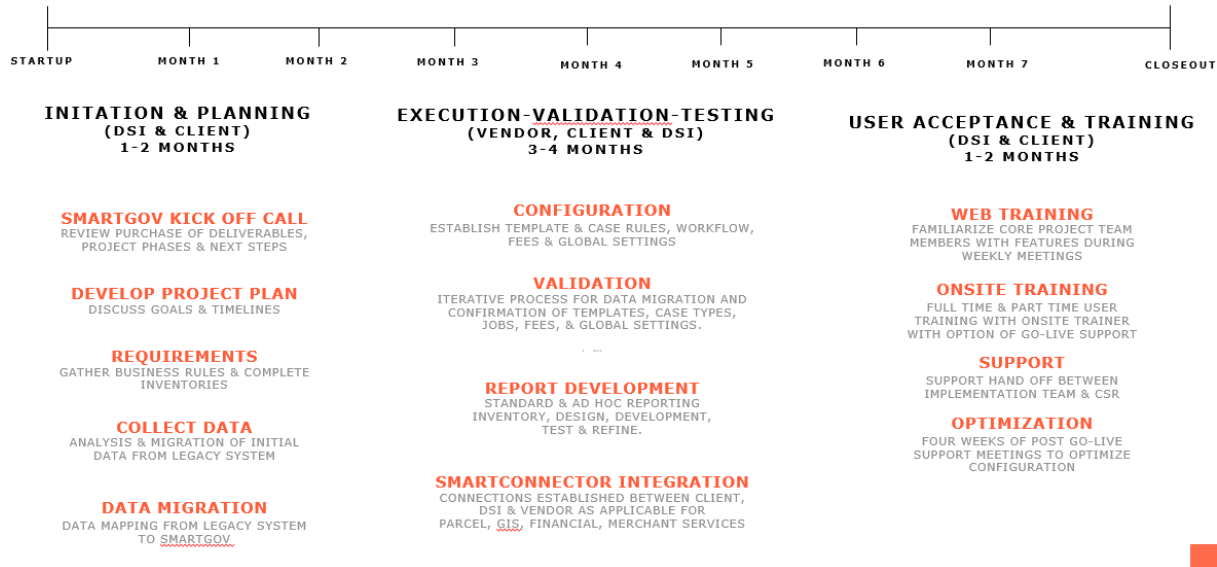 STARTUP
MONTH 1
MONTH 2
MONTH 3
MONTH 4
MONTH 5
MONTH 6
MONTH 7
CLOSEOUT
INITATION & PLANNING
(DSI & CLIENT)
1-2 MONTHS
SMARTGOV KICK OFF CALL
REVIEW PURCHASE OF DELIVERABLES,
PROJECT PHASES & NEXT STEPS
DEVELOP PROJECT PLAN
DISCUSS GOALS & TIMELINES
REQUIREMENTS
GATHER BUSINESS RULES & COMPLETE
INVENTORIES
COLLECT DATA
ANALYSIS & MIGRATION OF INITIAL
DATA FROM LEGACY SYSTEM
DATA MIGRATION
DATA MAPPING FROM LEGACY SYSTEM
TO SMARTGOV
EXECUTION-VALIDATION-TESTING
(VENDOR, CLIENT & DSI)
3-4 MONTHS
CONFIGURATION
ESTABLISH TEMPLATE & CASE RULES, WORKFLOW,
FEES & GLOBAL SETTINGS
VALIDATION
ITERATIVE PROCESS FOR DATA MIGRATION AND
CONFIRMATION OF TEMPLATES, CASE TYPES,
JOBS, FEES, & GLOBAL SETTINGS.
REPORT DEVELOPMENT
STANDARD & AD HOC REPORTING
INVENTORY, DESIGN, DEVELOPMENT,
TEST & REFINE.
SMARTCONNECTOR INTEGRATION
CONNECTIONS ESTABLISHED BETWEEN CLIENT,
DSI & VENDOR AS APPLICABLE FOR
PARCEL, GIS, FINANCIAL, MERCHANT SERVICES
USER ACCEPTANCE & TRAINING
(DSI & CLIENT)
1-2 MONTHS
WEB TRAINING
FAMILIARIZE CORE PROJECT TEAM
MEMBERS WITH FEATURES DURING
WEEKLY MEETINGS
ONSITE TRAINING
FULL TIME & PART TIME USER
TRAINING WITH ONSITE TRAINER
WITH OPTION OF GO-LIVE SUPPORT
SUPPORT
SUPPORT HAND OFF BETWEEN
IMPLEMENTATION TEAM & CSR
OPTIMIZATION
FOUR WEEKS OF POST GO-LIVE
SUPPORT MEETINGS TO OPTIMIZE
CONFIGURATION